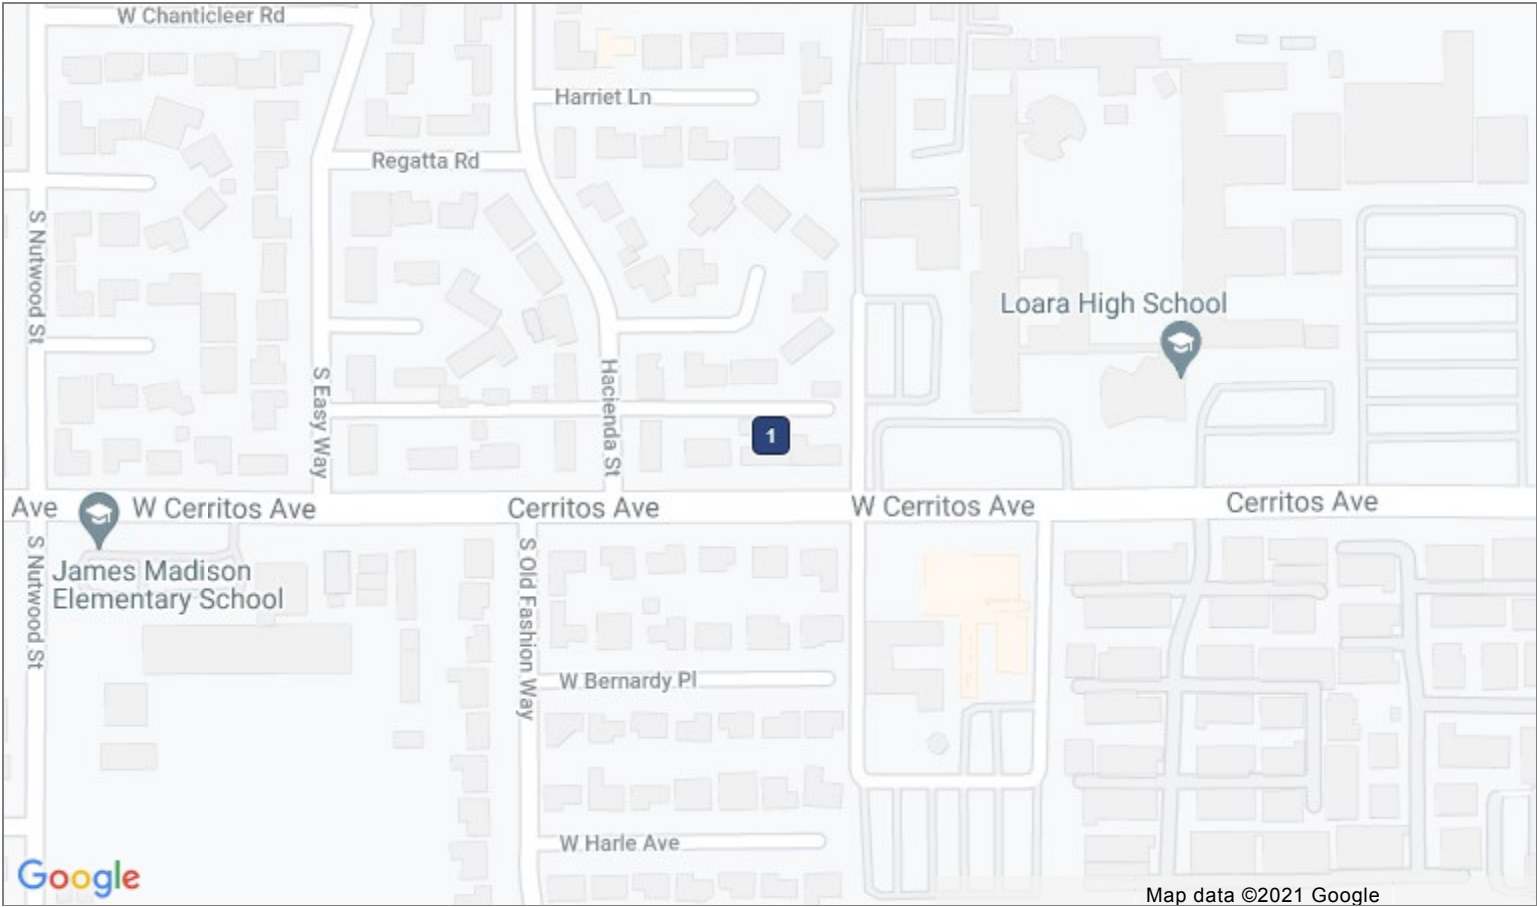 W Chanticleer Rd
Harriet Ln
Regatta Rd
S Nutwood St
Loara High School
S Easy Way
Hacienda St
1
Ave
W Cerritos Ave
Cerritos Ave
W Cerritos Ave
Cerritos Ave
S Nutwood St
James Madison
Elementary School
S Old Fashion Way
W Bernardy Pl
W Harle Ave
Google
Map data ©2021 Google